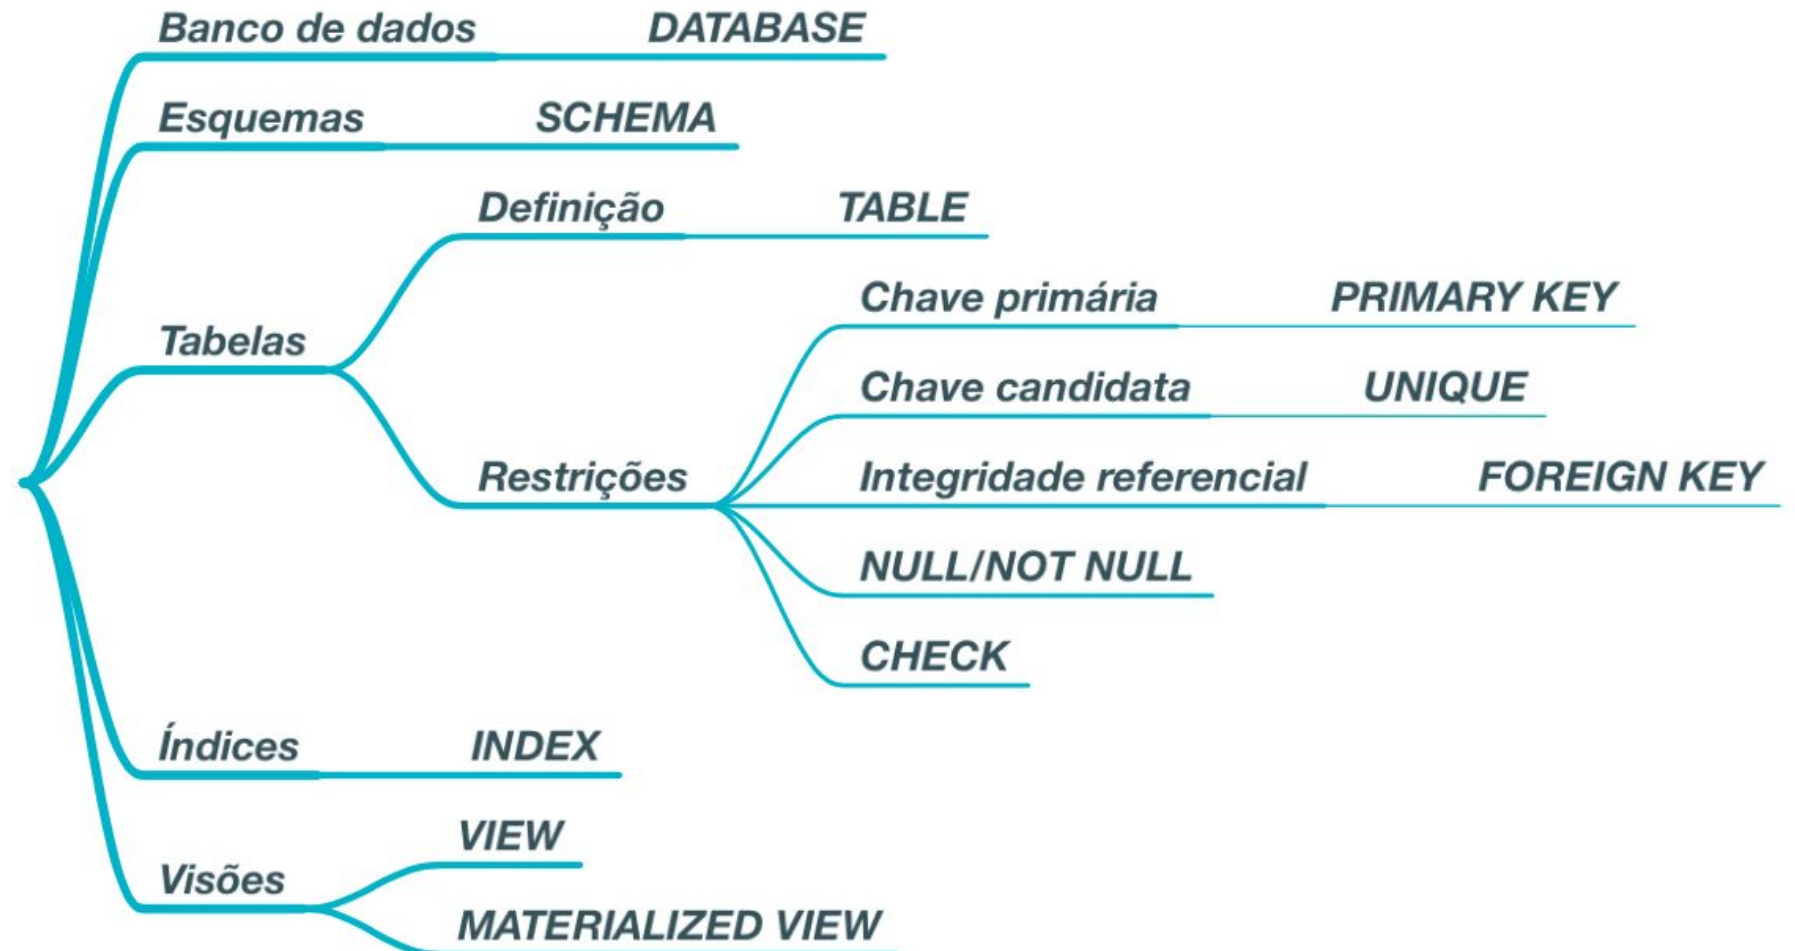 Banco de dados DATABASE
Esquemas SCHEMA
Definição TABLE
Chave primária PRIMARY KEY
Tabelas
Chave candidata UNIQUE
Restrições Integridade referencial FOREIGN KEY
NULL/NOT NULL
CHECK
Índices INDEX
VIEW
Visões
MATERIALIZED VIEW